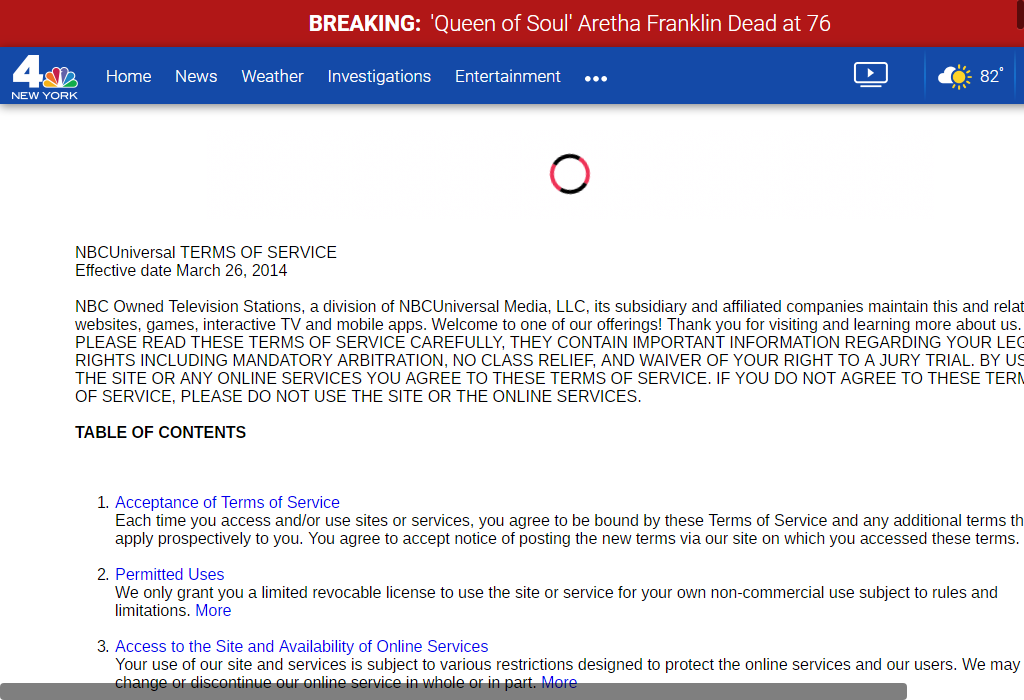 BREAKING: 'Queen of Soul' Aretha Franklin Dead at 76
4
NEW YORK
Home News Weather Investigations Entertainment ••• 82°
NBCUniversal TERMS OF SERVICE
Effective date March 26, 2014
NBC Owned Television Stations, a division of NBCUniversal Media, LLC, its subsidiary and affiliated companies maintain this and
websites, games, interactive TV and mobile apps. Welcome to one of our offerings! Thank you for visiting and learning more about us.
PLEASE READ THESE TERMS OF SERVICE CAREFULLY, THEY CONTAIN IMPORTANT INFORMATION REGARDING YOUR
RIGHTS INCLUDING MANDATORY ARBITRATION, NO CLASS RELIEF, AND WAIVER OF YOUR RIGHT TO A JURY TRIAL. BY
THE SITE OR ANY ONLINE SERVICES YOU AGREE TO THESE TERMS OF SERVICE. IF YOU DO NOT AGREE TO THESE
OF SERVICE, PLEASE DO NOT USE THE SITE OR THE ONLINE SERVICES.
TABLE OF CONTENTS
1. Acceptance of Terms of Service
Each time you access and/or use sites or services, you agree to be bound by these Terms of Service and any additional terms
apply prospectively to you. You agree to accept notice of posting the new terms via our site on which you accessed these terms.
2. Permitted Uses
We only grant you a limited revocable license to use the site or service for your own non-commercial use subject to rules and
limitations. More
3. Access to the Site and Availability of Online Services
Your use of our site and services is subject to various restrictions designed to protect the online services and our users. We may
change or discontinue our online service in whole or in part. More